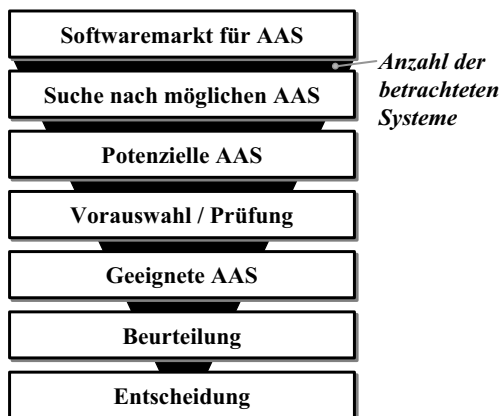 Softwaremarkt für AAS
Anzahl der
betrachteten
Systeme
Suche nach möglichen AAS
Potenzielle AAS
Vorauswahl / Prüfung
Geeignete AAS
Beurteilung
Entscheidung